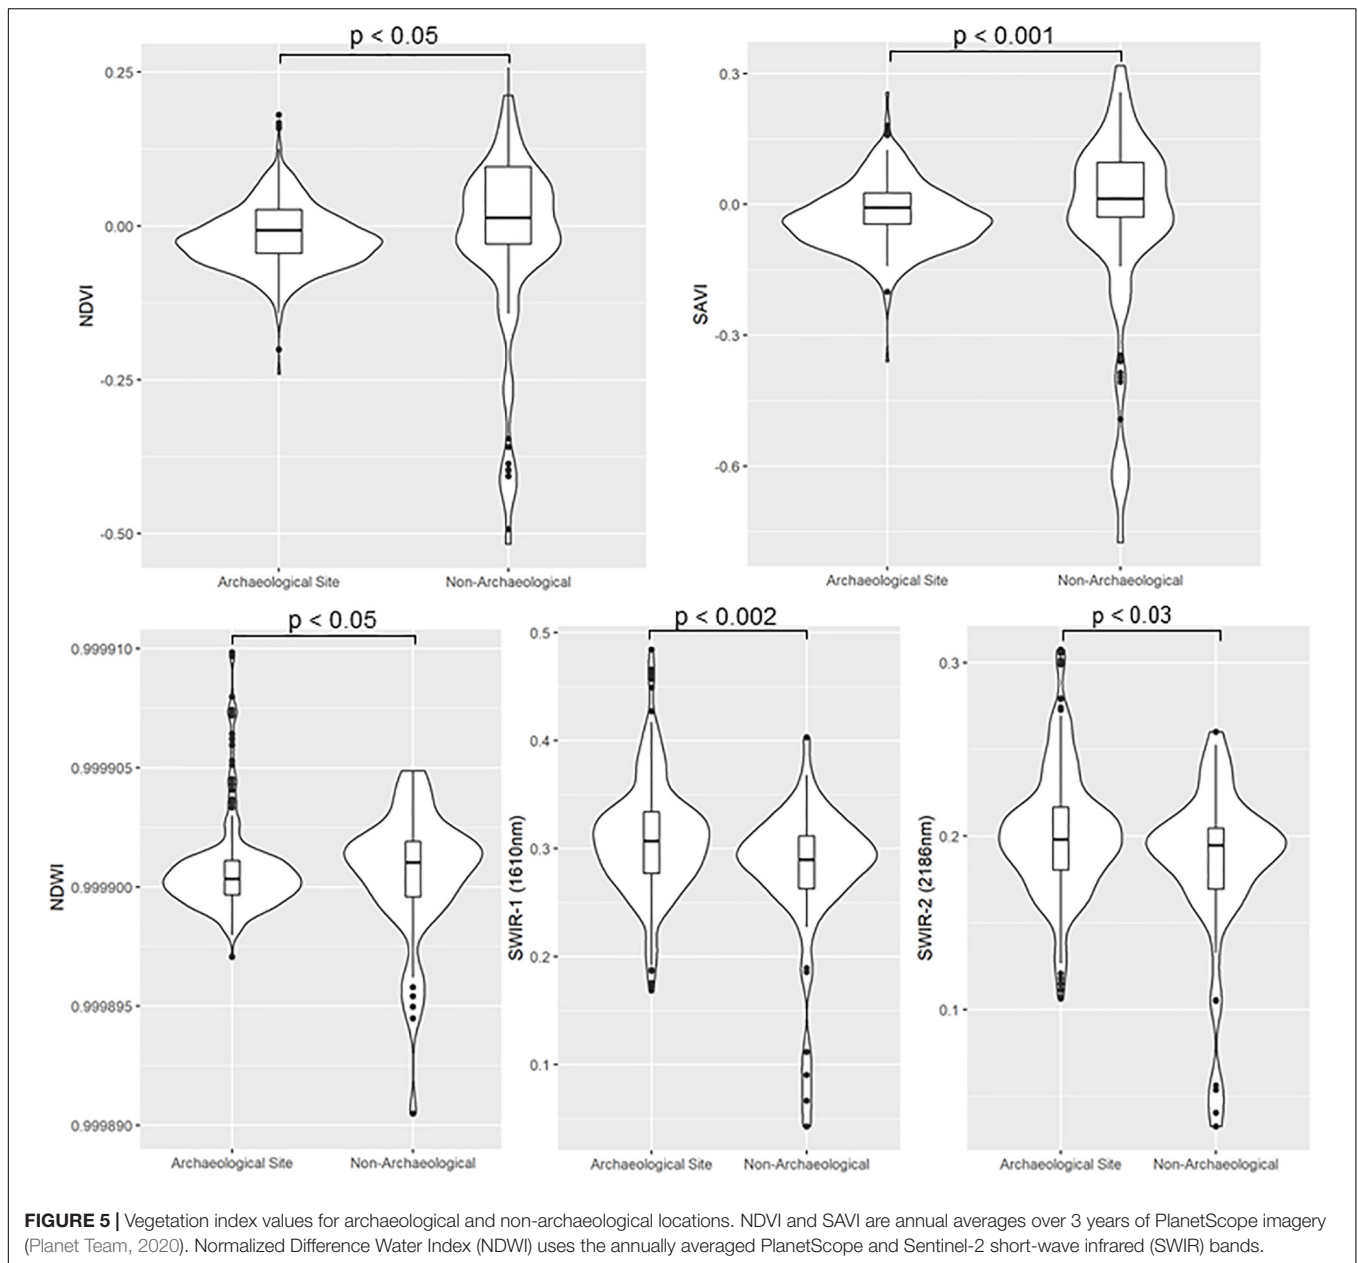 p < 0.05
0.25
0.00
-0.25
-0.50
NDVI
Archaeological Site
Non-Archaeological
p < 0.001
0.3
0.0
-0.3
-0.6
SAVI
Archaeological Site
Non-Archaeological
p < 0.05
0.999910
0.999905
0.999900
0.999895
0.999890
NDWI
Archaeological Site
Non-Archaeological
p < 0.002
0.5
0.4
0.3
0.2
0.1
SWIR-1 (1610nm)
Archaeological Site
Non-Archaeological
p < 0.03
0.3
0.2
0.1
SWIR-2 (2186nm)
Archaeological Site
Non-Archaeological
FIGURE 5 | Vegetation index values for archaeological and non-archaeological locations. NDVI and SAVI are annual averages over 3 years of PlanetScope imagery
(Planet Team, 2020). Normalized Difference Water Index (NDWI) uses the annually averaged PlanetScope and Sentinel-2 short-wave infrared (SWIR) bands.